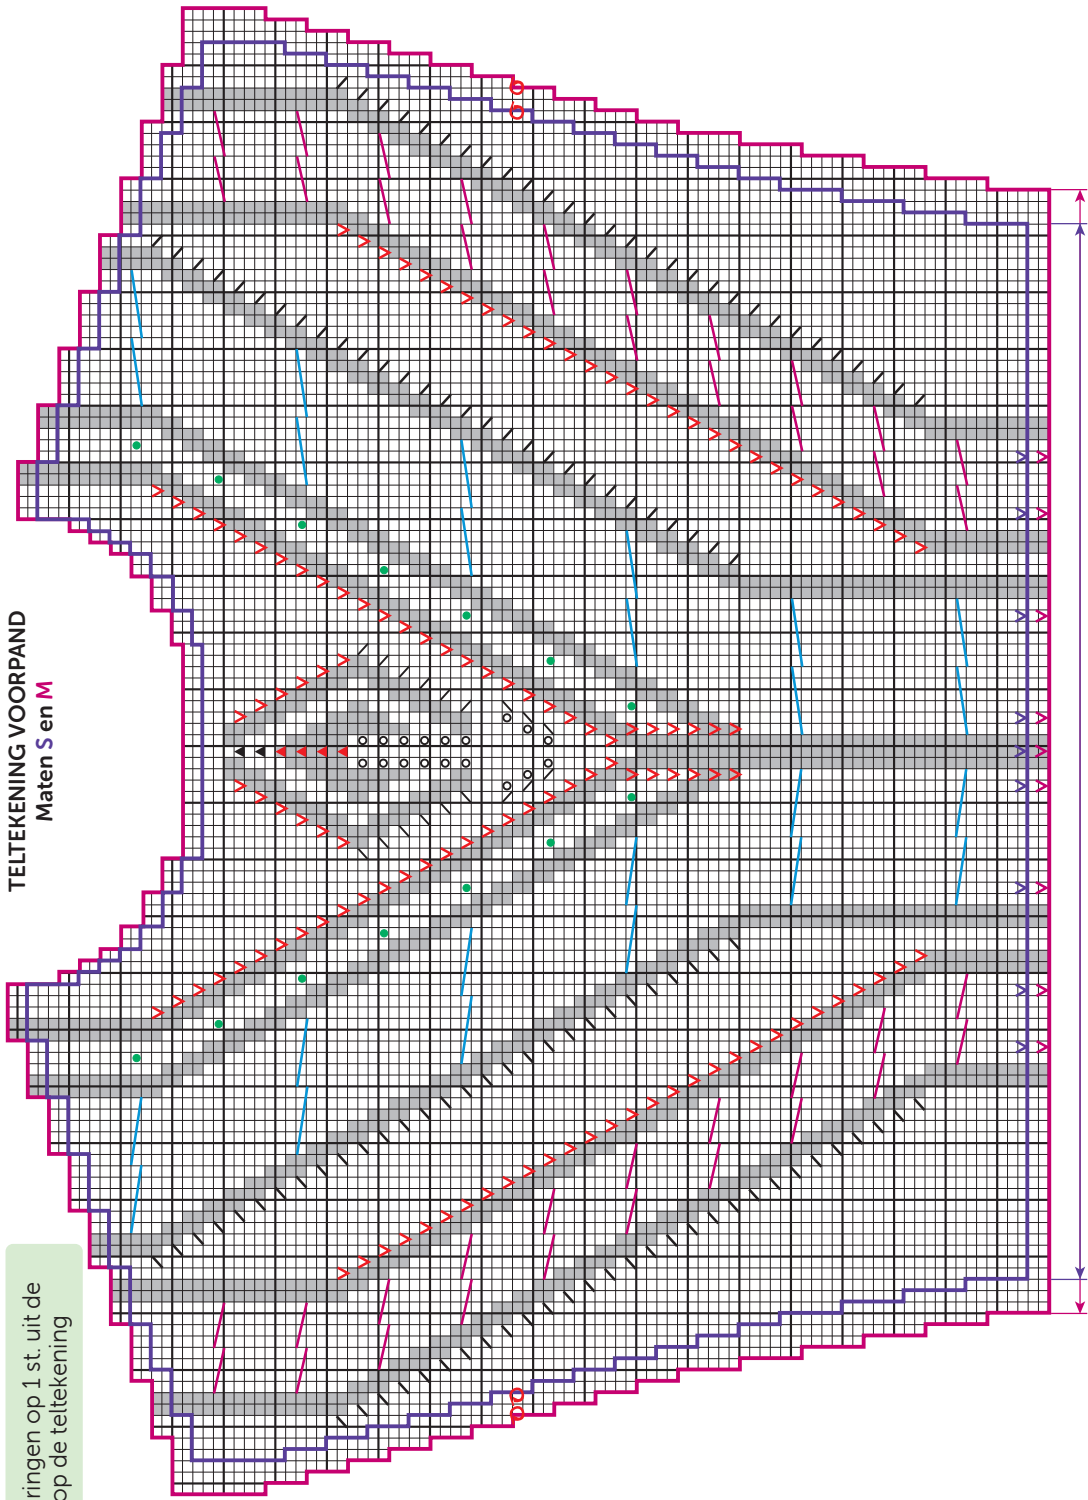 TELTEKENING VOORPAND
Maten S en M
ringen op 1 st. uit de
op de teltekening